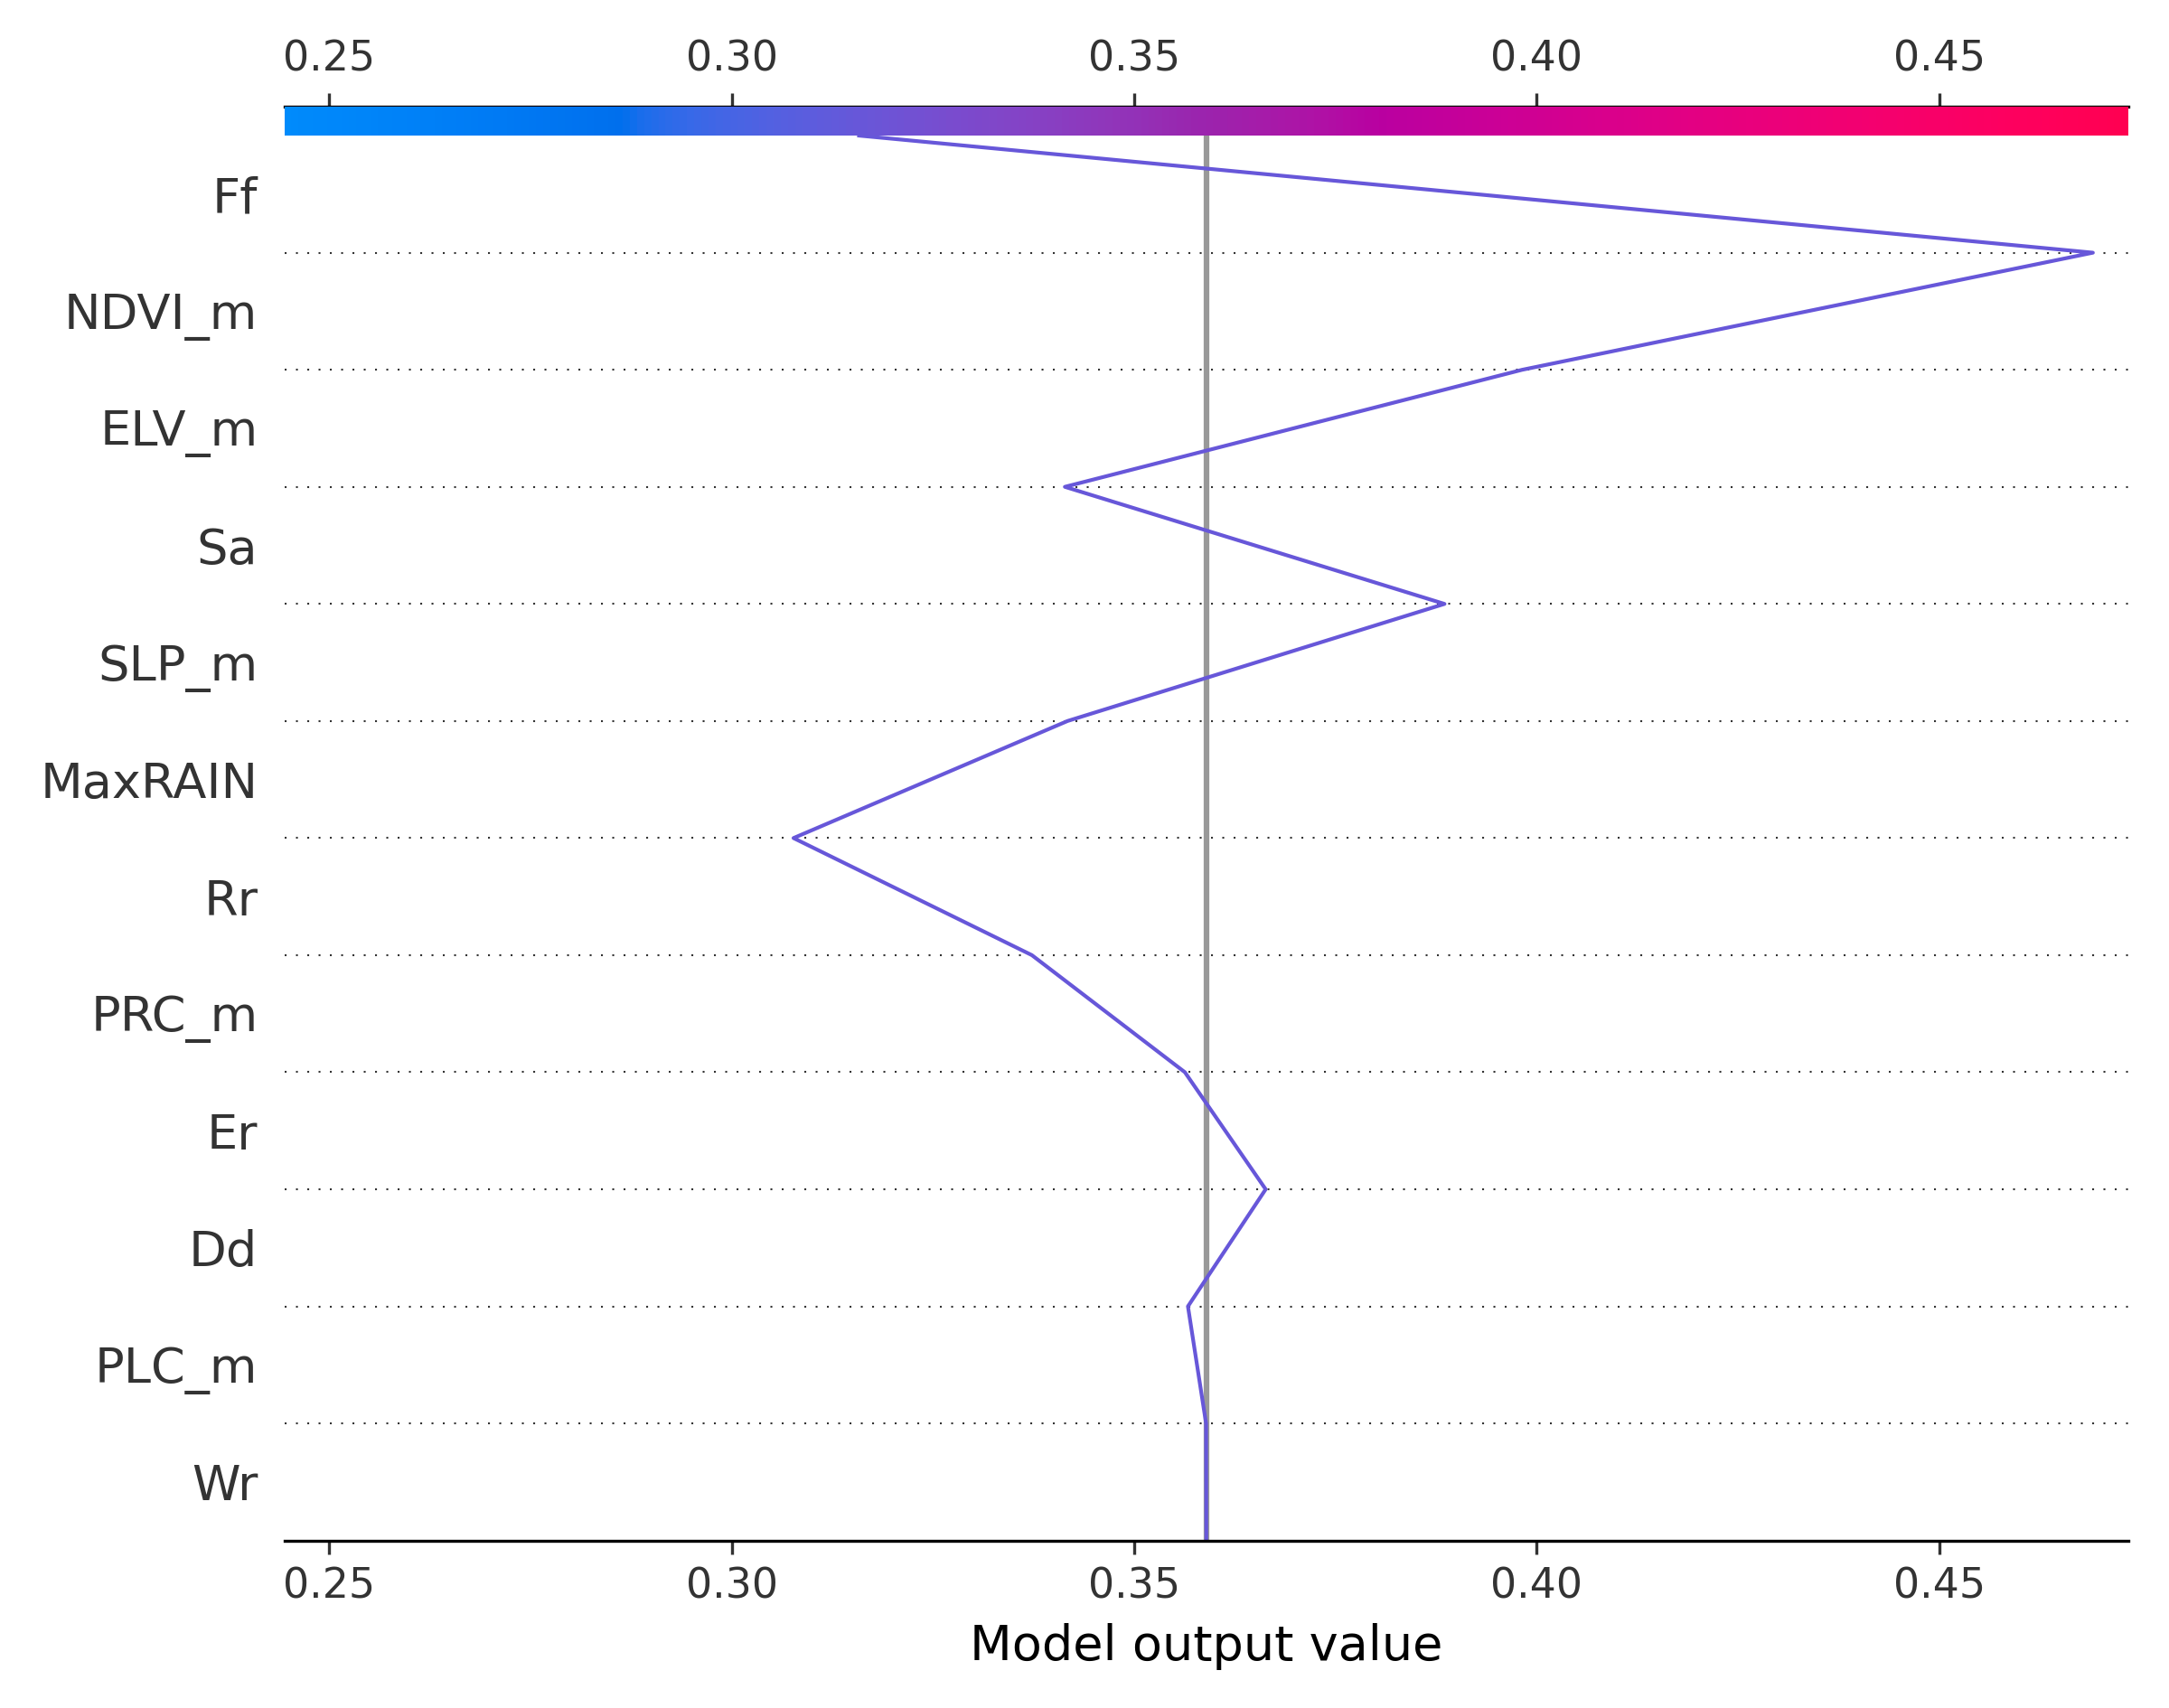 0.25 0.30 0.35 0.40 0.45
Ff
NDVI_m
ELV_m
Sa
SLP_m
MaxRAIN
Rr
PRC_m
Er
Dd
PLC_m
Wr
0.25 0.30 0.35 0.40 0.45
Model output value